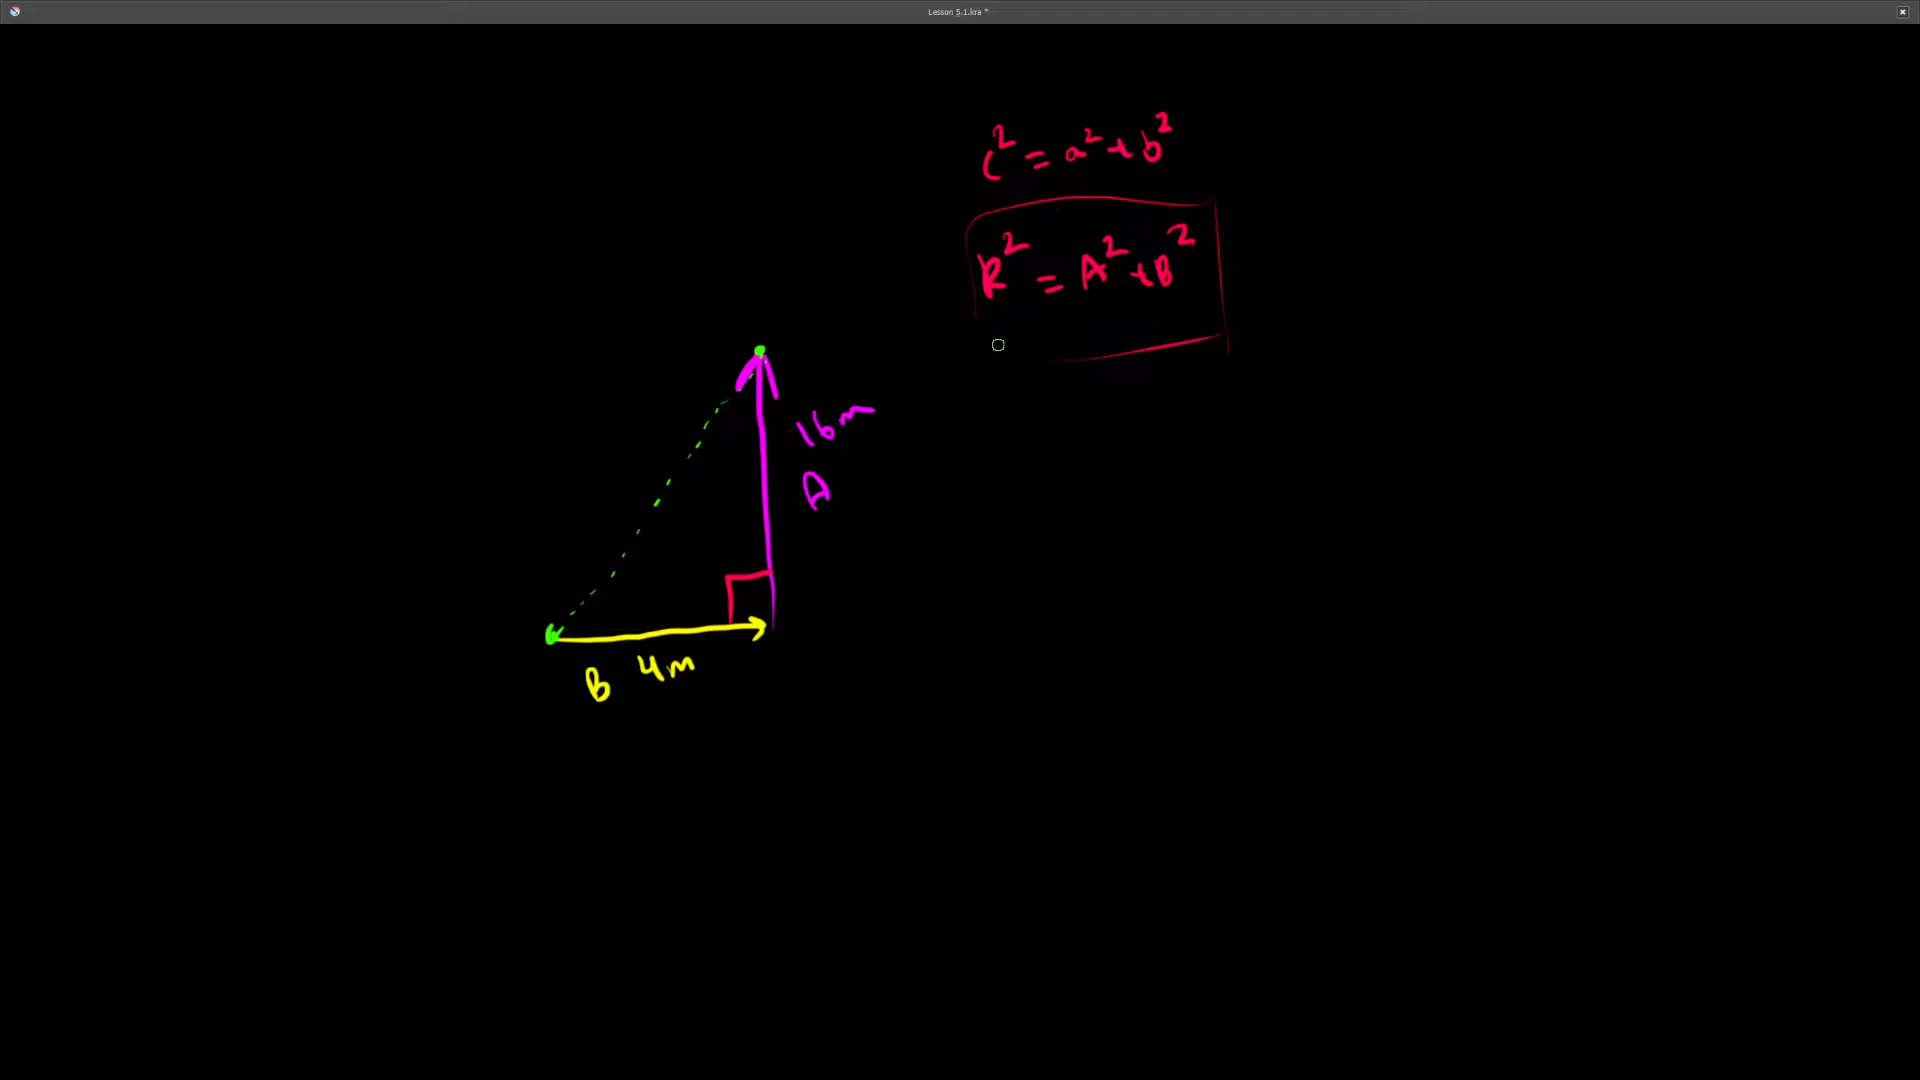 Lesson 5.1.kra *
c² = a² + b²
R² = A² + B²
16m
A
B 4m